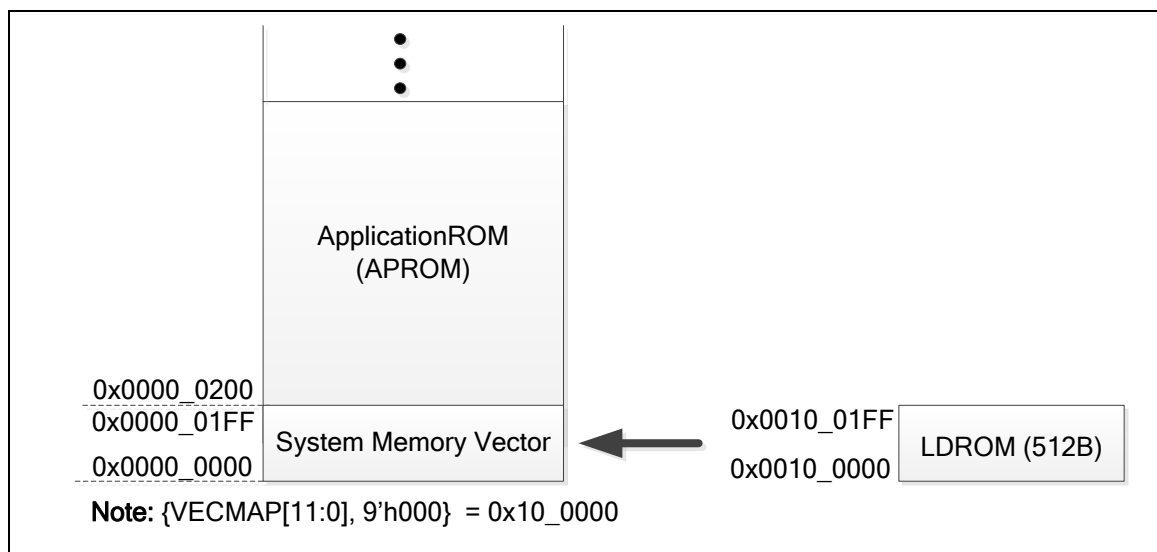 ApplicationROM
(APROM)
0x0000_0200
0x0000_01FF
System Memory Vector
0x0000_0000
0x0010_01FF
0x0010_0000
LDROM (512B)
Note: {VECMAP[11:0], 9'h000} = 0x10_0000